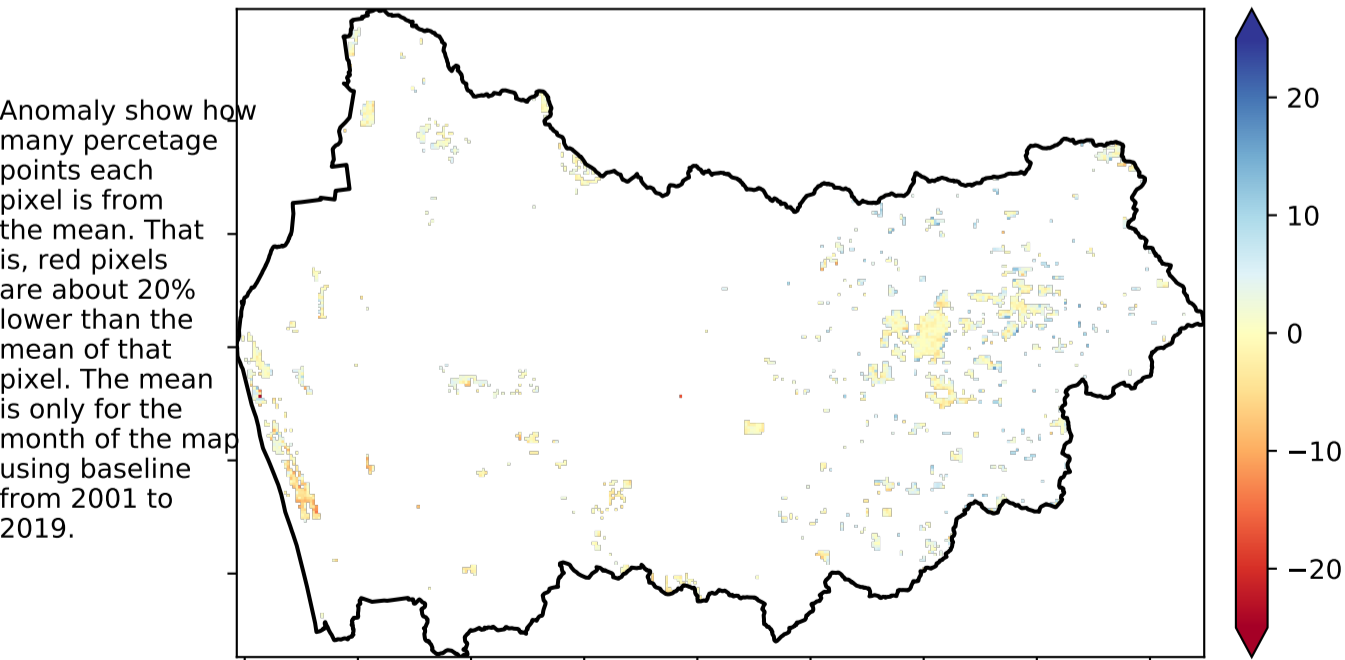 Anomaly show how
many percetage
points each
pixel is from
the mean. That
is, red pixels
are about 20%
lower than the
mean of that
pixel. The mean
is only for the
month of the map
using baseline
from 2001 to
2019.
20
10
0
−10
−20